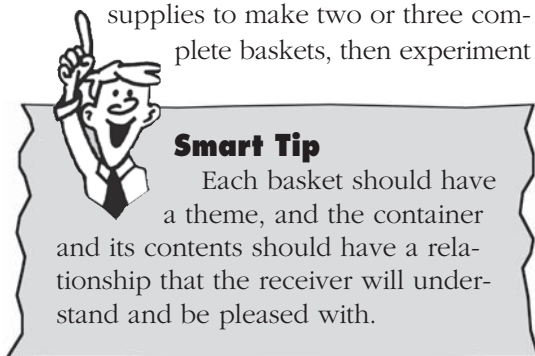 supplies to make two or three com-
plete baskets, then experiment
Smart Tip
Each basket should have
a theme, and the container
and its contents should have a rela-
tionship that the receiver will under-
stand and be pleased with.